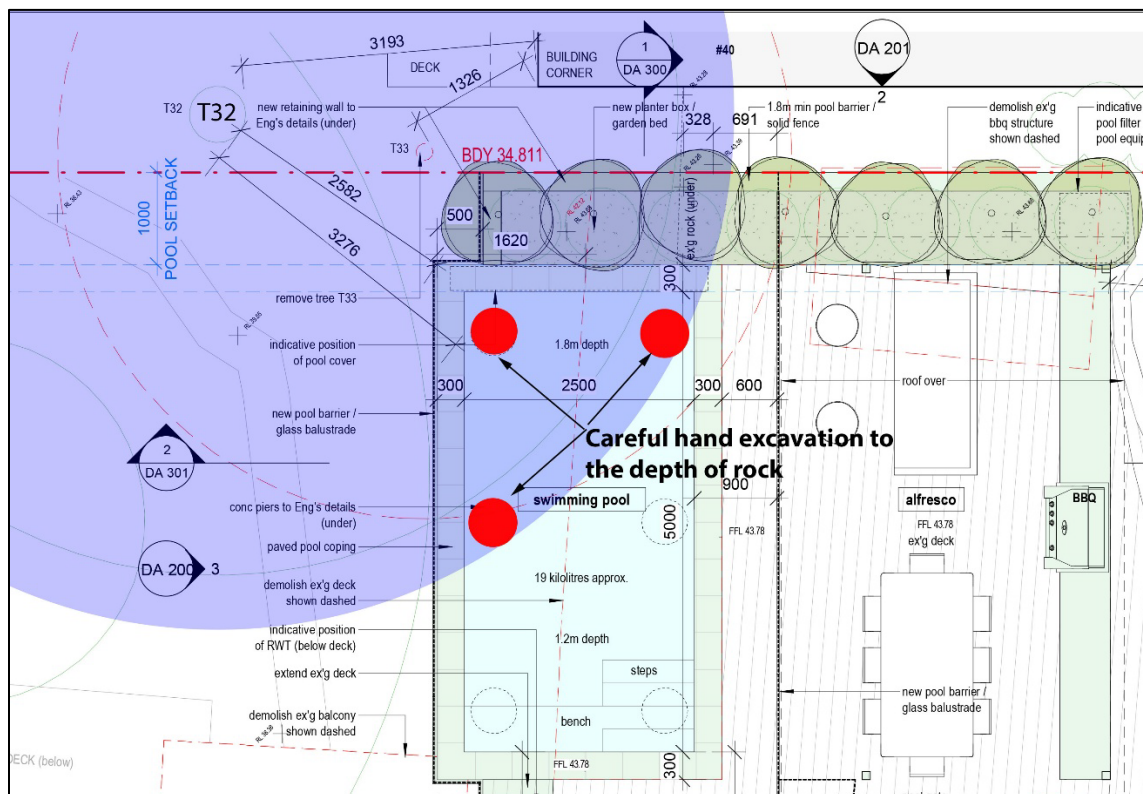 3193
DECK
1326
BUILDING
CORNER
1
DA 300
#40
DA 201
2
T32
T32
new retaining wall to
Eng's details (under)
new planter box /
garden bed
RL 43.28
328
691
1.8m min pool barrier /
solid fence
demolish ex'g
bbq structure
shown dashed
indicative
pool filter
pool equip
T33
BDY 34.811
1000
POOL SETBACK
2582
3276
500
1620
ex'g rock (under)
300
remove tree T33
indicative position
of pool cover
1.8m depth
300
2500
300
600
roof over
new pool barrier /
glass balustrade
Careful hand excavation to
the depth of rock
2
DA 301
900
swimming pool
alfresco
BBQ
conc piers to Eng's details
(under)
5000
FFL 43.78
FFL 43.78
ex'g deck
paved pool coping
DA 200
3
demolish ex'g deck
shown dashed
19 kilolitres approx.
indicative position
of RWT (below deck)
1.2m depth
extend ex'g deck
steps
new pool barrier /
glass balustrade
demolish ex'g balcony
shown dashed
bench
DECK (below)
FFL 43.78
300